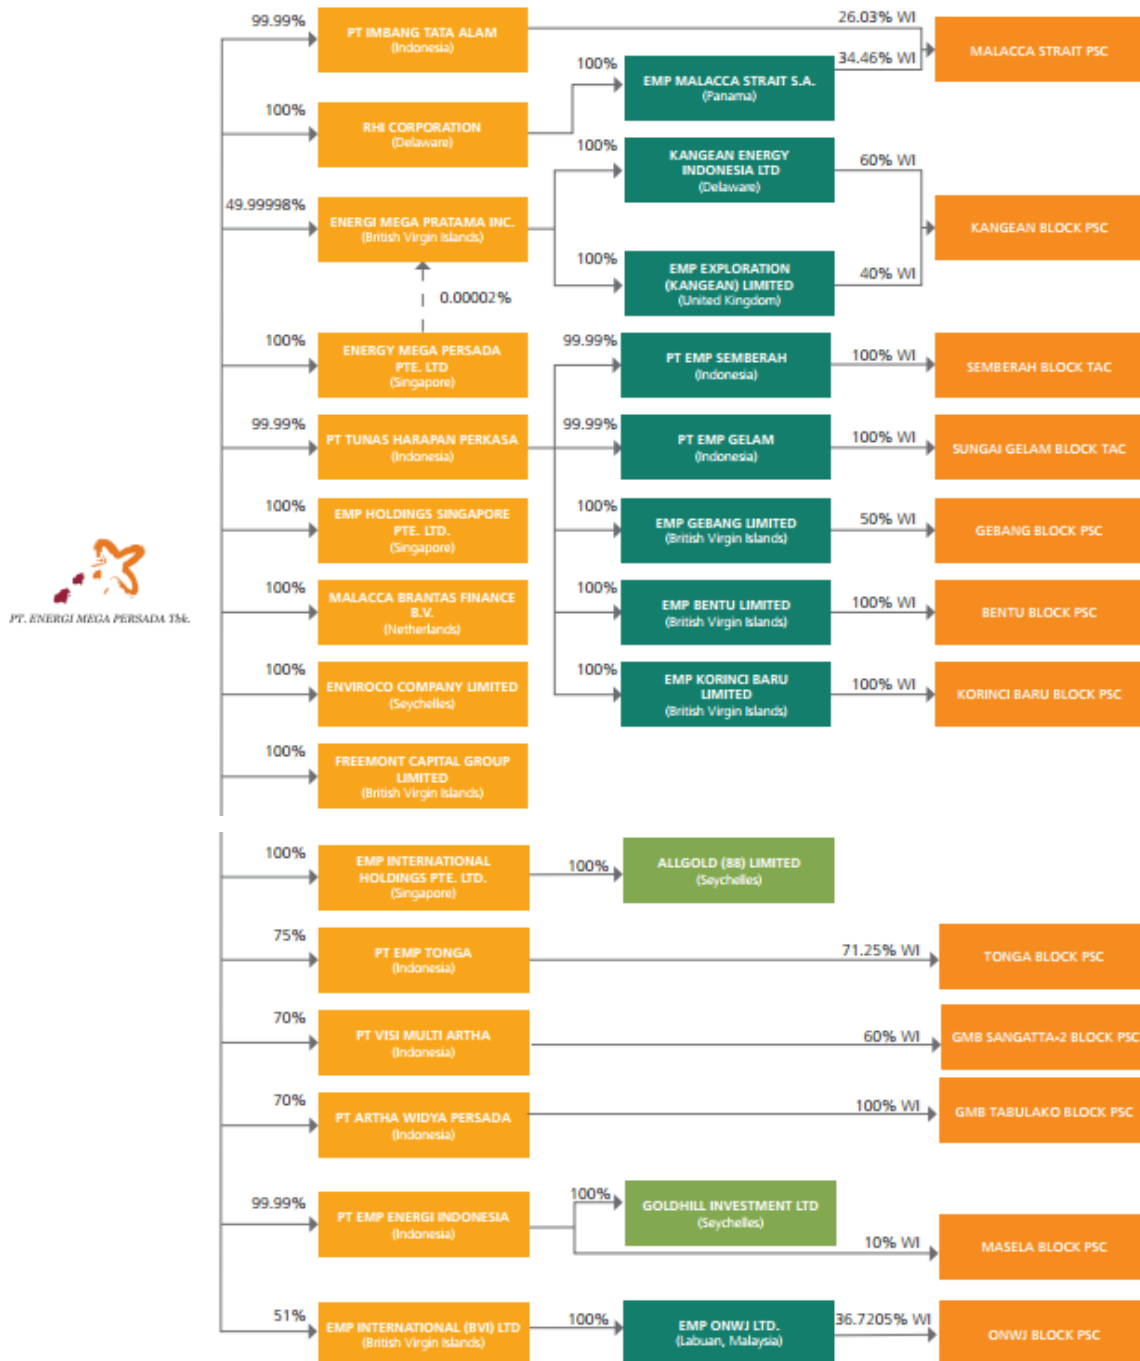 99.99%
PT IMBANG TATA ALAM
(Indonesia)
26.03% WI
MALACCA STRAIT PSC
34.46% WI
100%
RHI CORPORATION
(Delaware)
100%
EMP MALACCA STRAIT S.A.
(Panama)
49.99998%
ENERGI MEGA PRATAMA INC.
(British Virgin Islands)
100%
KANGEAN ENERGY
INDONESIA LTD
(Delaware)
60% WI
KANGEAN BLOCK PSC
100%
EMP EXPLORATION
(KANGEAN) LIMITED
(United Kingdom)
40% WI
0.00002%
100%
ENERGY MEGA PERSADA
PTE. LTD
(Singapore)
99.99%
PT EMP SEMBERAH
(Indonesia)
100% WI
SEMBERAH BLOCK TAC
99.99%
PT TUNAS HARAPAN PERKASA
(Indonesia)
99.99%
PT EMP GELAM
(Indonesia)
100% WI
SUNGAI GELAM BLOCK TAC
100%
EMP HOLDINGS SINGAPORE
PTE. LTD.
(Singapore)
100%
EMP GEBANG LIMITED
(British Virgin Islands)
50% WI
GEBANG BLOCK PSC
PT. ENERGI MEGA PERSADA Tbk.
100%
MALACCA BRANTAS FINANCE
B.V.
(Netherlands)
100%
EMP BENTU LIMITED
(British Virgin Islands)
100% WI
BENTU BLOCK PSC
100%
ENVIROCO COMPANY LIMITED
(Seychelles)
100%
EMP KORINCI BARU
LIMITED
(British Virgin Islands)
100% WI
KORINCI BARU BLOCK PSC
100%
FREEMONT CAPITAL GROUP
LIMITED
(British Virgin Islands)
100%
EMP INTERNATIONAL
HOLDINGS PTE. LTD.
(Singapore)
100%
ALLGOLD (88) LIMITED
(Seychelles)
75%
PT EMP TONGA
(Indonesia)
71.25% WI
TONGA BLOCK PSC
70%
PT VISI MULTI ARTHA
(Indonesia)
60% WI
GMB SANGATTA-2 BLOCK PSC
70%
PT ARTHA WIDYA PERSADA
(Indonesia)
100% WI
GMB TABULAKO BLOCK PSC
99.99%
PT EMP ENERGI INDONESIA
(Indonesia)
100%
GOLDHILL INVESTMENT LTD
(Seychelles)
10% WI
MASELA BLOCK PSC
51%
EMP INTERNATIONAL (BVI) LTD
(British Virgin Islands)
100%
EMP ONWJ LTD.
(Labuan, Malaysia)
36.7205% WI
ONWJ BLOCK PSC